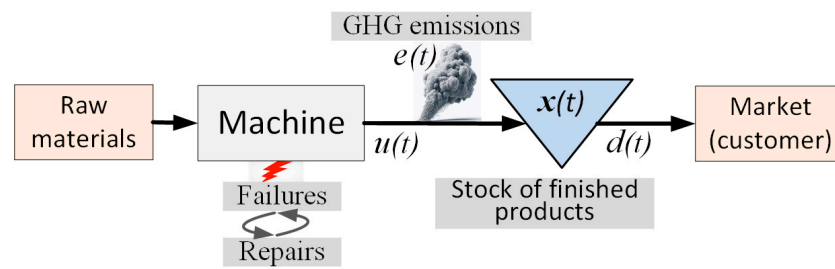 GHG emissions
e(t)
Raw
materials
Machine
u(t)
x(t)
d(t)
Market
(customer)
Failures
Repairs
Stock of finished
products